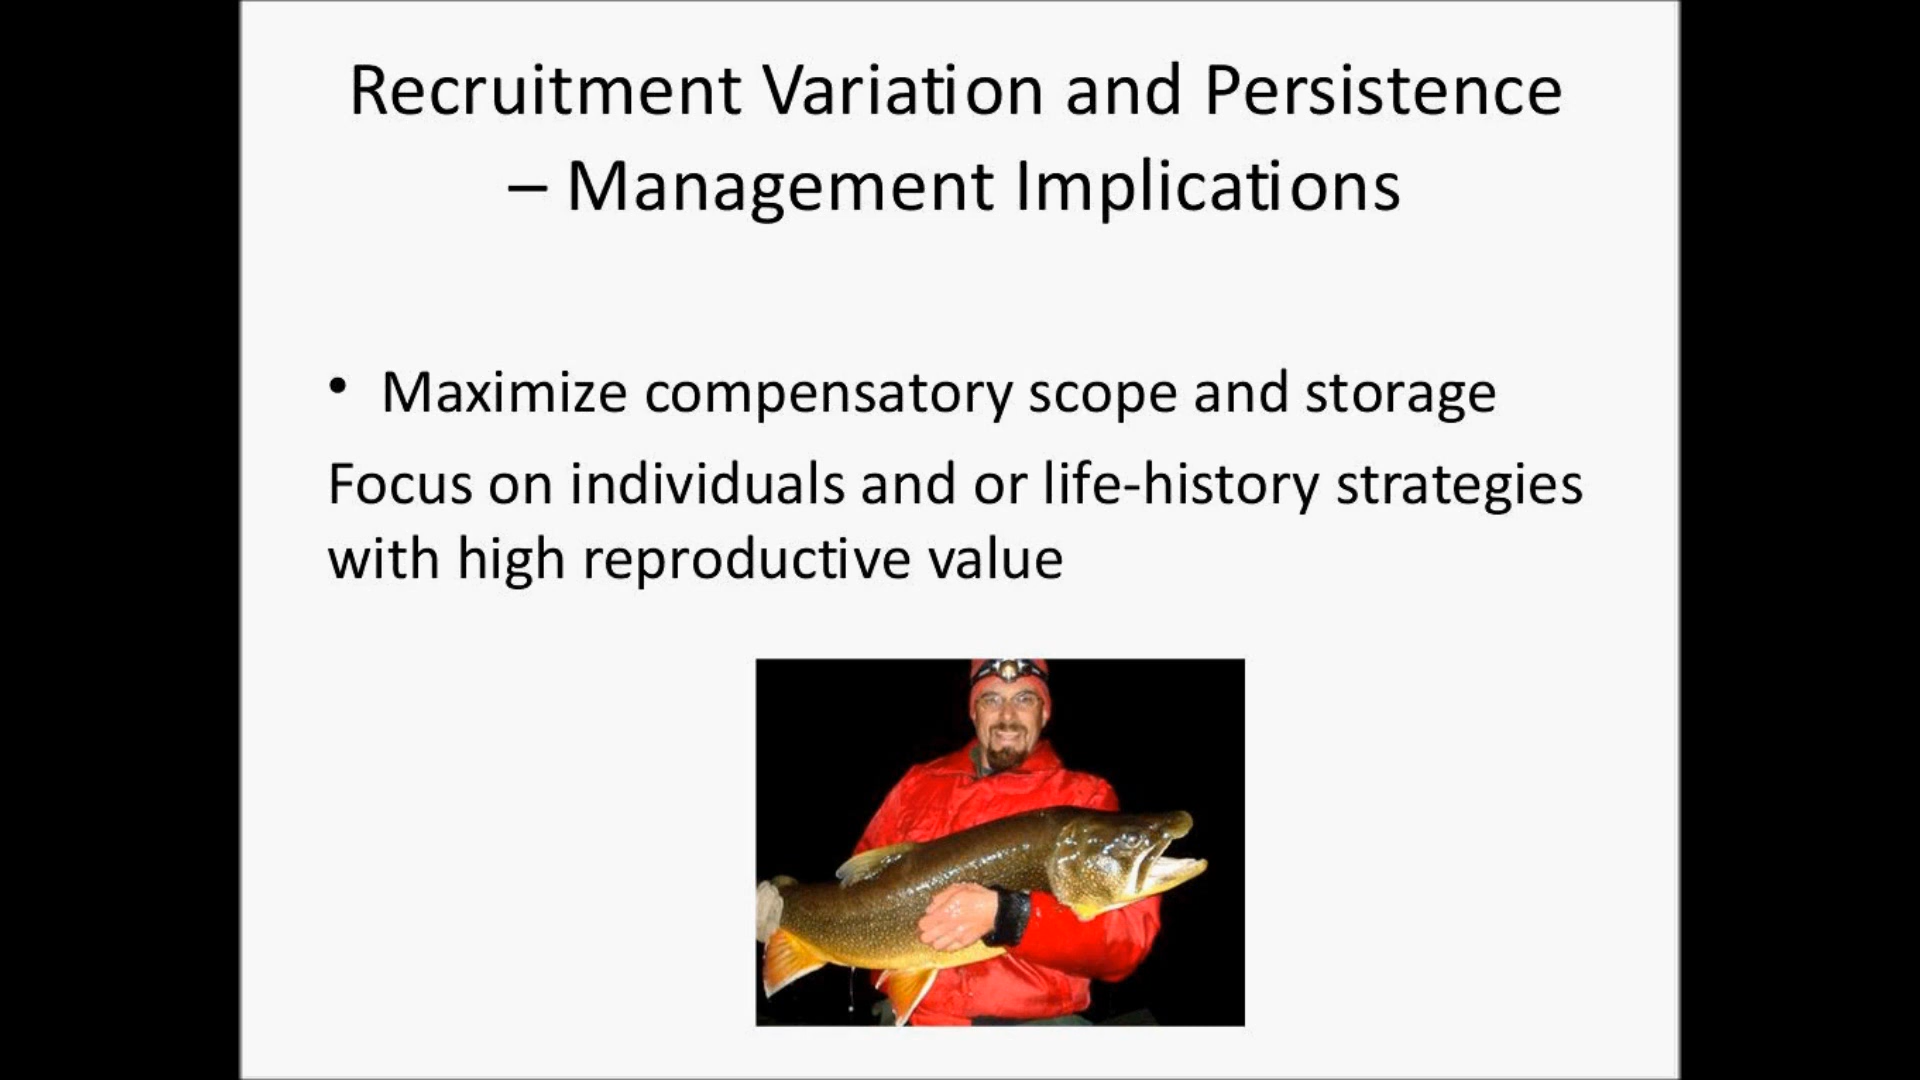 Recruitment Variation and Persistence
– Management Implications
• Maximize compensatory scope and storage
Focus on individuals and or life-history strategies
with high reproductive value